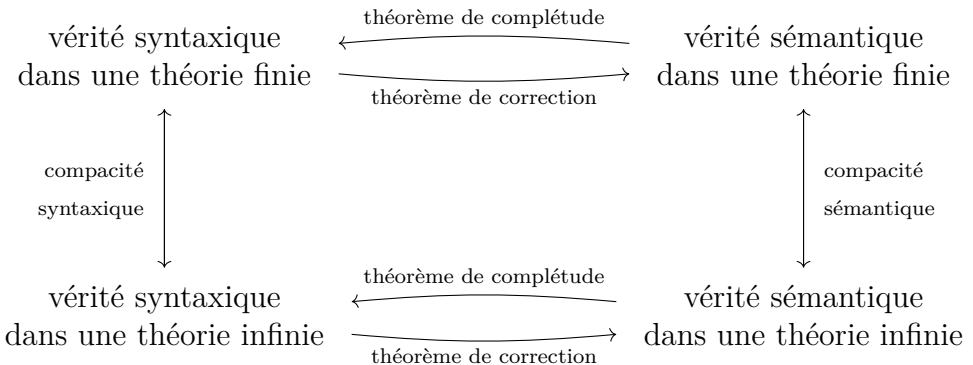 théorème de complétude
vérité syntaxique
dans une théorie finie
vérité sémantique
dans une théorie finie
théorème de correction
compacité
syntaxique
compacité
sémantique
théorème de complétude
vérité syntaxique
dans une théorie infinie
vérité sémantique
dans une théorie infinie
théorème de correction